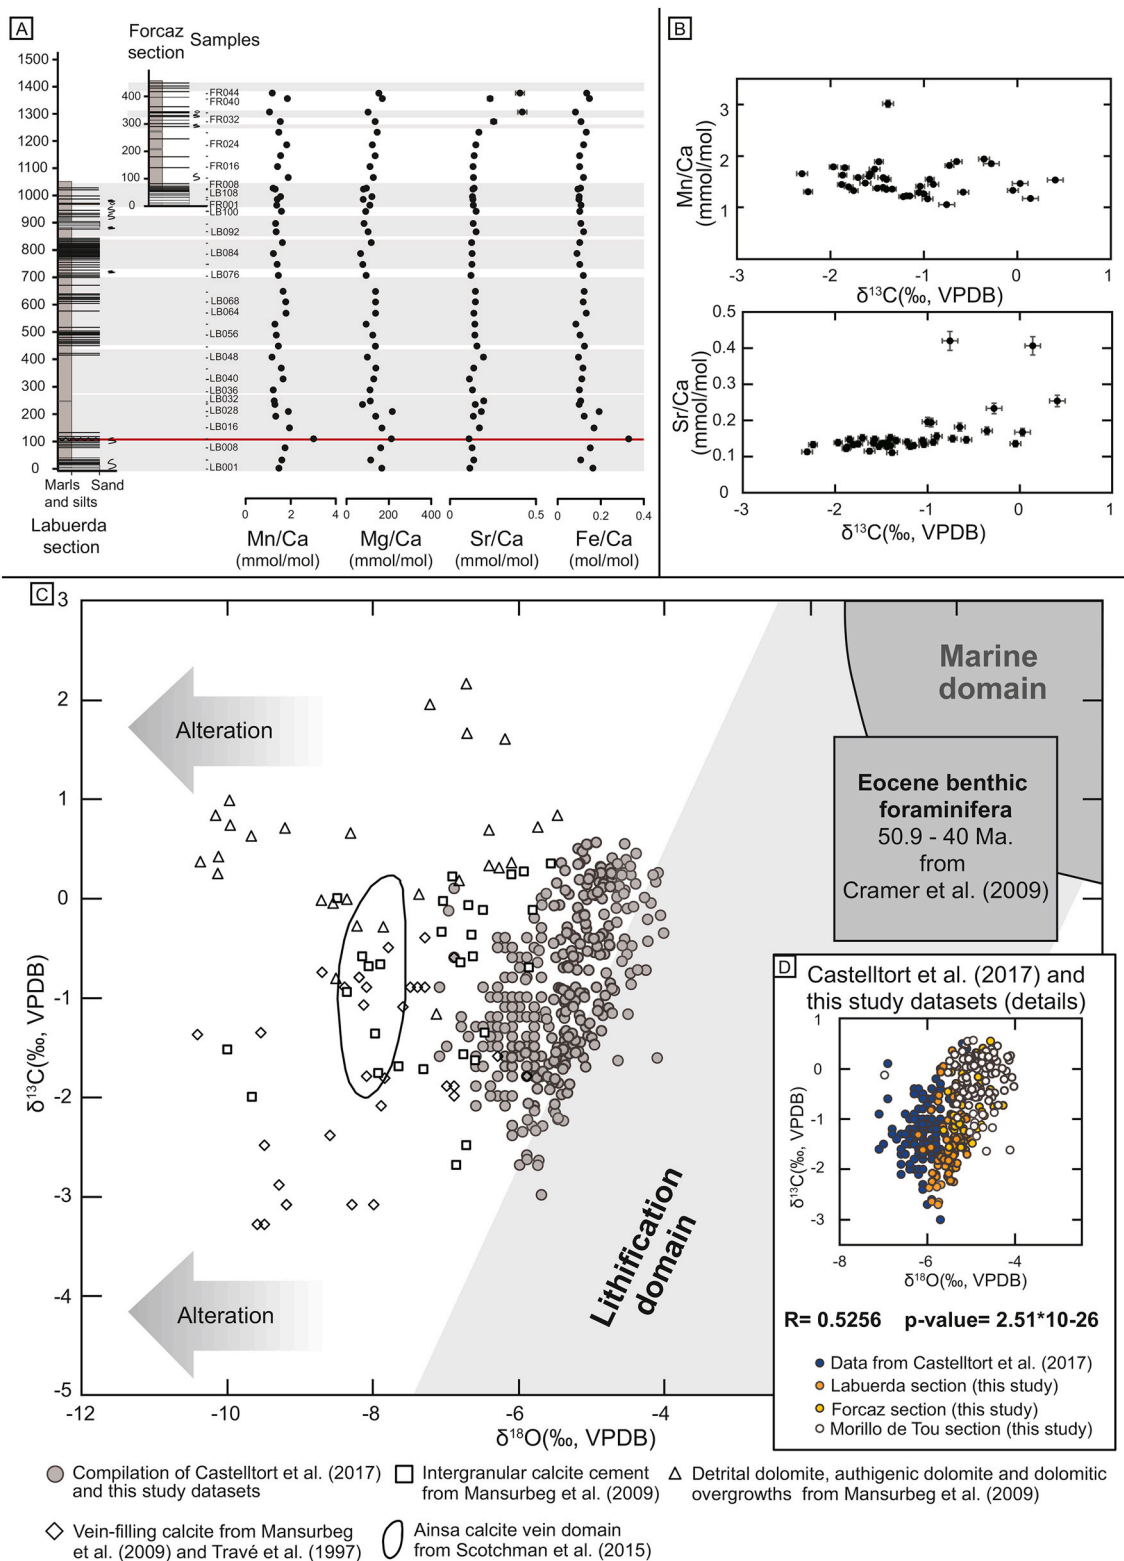 A
Forcaz
section
Samples
1500
1400
1300
1200
1100
1000
900
800
700
600
500
400
300
200
100
0
400
300
200
100
0
FR044
FR040
FR032
FR024
FR016
FR008
LB108
FR001
LB100
LB092
LB084
LB076
LB068
LB064
LB056
LB048
LB040
LB036
LB032
LB028
LB016
LB008
LB001
Marls
and silts
Sand
Labuerda
section
0 2 4
Mn/Ca
(mmol/mol)
0 200 400
Mg/Ca
(mmol/mol)
0 0.5
Sr/Ca
(mmol/mol)
0 0.2 0.4
Fe/Ca
(mol/mol)
B
Mn/Ca
(mmol/mol)
3
2
1
-3 -2 -1 0 1
δ13C(‰, VPDB)
Sr/Ca
(mmol/mol)
0.5
0.4
0.3
0.2
0.1
0
-3 -2 -1 0 1
δ13C(‰, VPDB)
C
3
2
1
0
-1
-2
-3
-4
-5
δ13C(‰, VPDB)
-12 -10 -8 -6 -4
δ18O(‰, VPDB)
Alteration
Alteration
Lithification
domain
Marine
domain
Eocene benthic
foraminifera
50.9 - 40 Ma.
from
Cramer et al. (2009)
D
Castelltort et al. (2017) and
this study datasets (details)
1
0
-1
-2
-3
δ13C(‰, VPDB)
-8 -6 -4
δ18O(‰, VPDB)
R= 0.5256 p-value= 2.51*10-26
Data from Castelltort et al. (2017)
Labuerda section (this study)
Forcaz section (this study)
Morillo de Tou section (this study)
Compilation of Castelltort et al. (2017)
and this study datasets
Intergranular calcite cement
from Mansurbeg et al. (2009)
Detrital dolomite, authigenic dolomite and dolomitic
overgrowths from Mansurbeg et al. (2009)
Vein-filling calcite from Mansurbeg
et al. (2009) and Travé et al. (1997)
Ainsa calcite vein domain
from Scotchman et al. (2015)